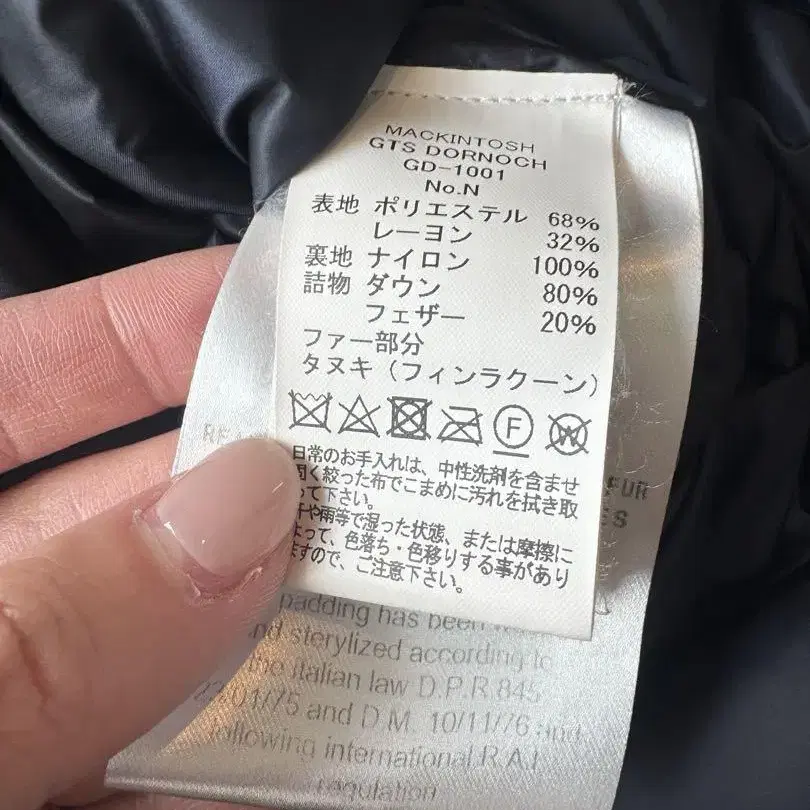 MACKINTOSH
GTS DORNOCH
GD-1001
No.N
表地 ポリエステル 68%
レーヨン 32%
裏地 ナイロン 100%
詰物 ダウン 80%
フェザー 20%
ファー部分
タヌキ（フィンラクーン）
F W
日常のお手入れは、中性洗剤を含ませ
固く絞った布でこまめに汚れを拭き取
って下さい。
汗や雨等で湿った状態、または摩擦に
よって、色落ち・色移りする事があり
ますので、ご注意下さい。
FUR
padding has been
and sterylized according to
the italian law D.P.R.845
23/01/75 and D.M. 10/11/76 and
following international R.A.I
regulation